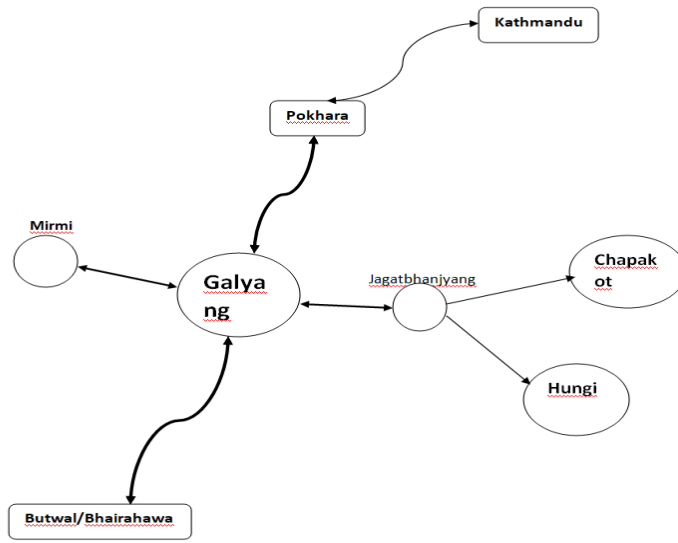 Kathmandu
Pokhara
Mirmi
Galya
ng
Jagatbhanjyang
Chapak
ot
Hungi
Butwal/Bhairahawa